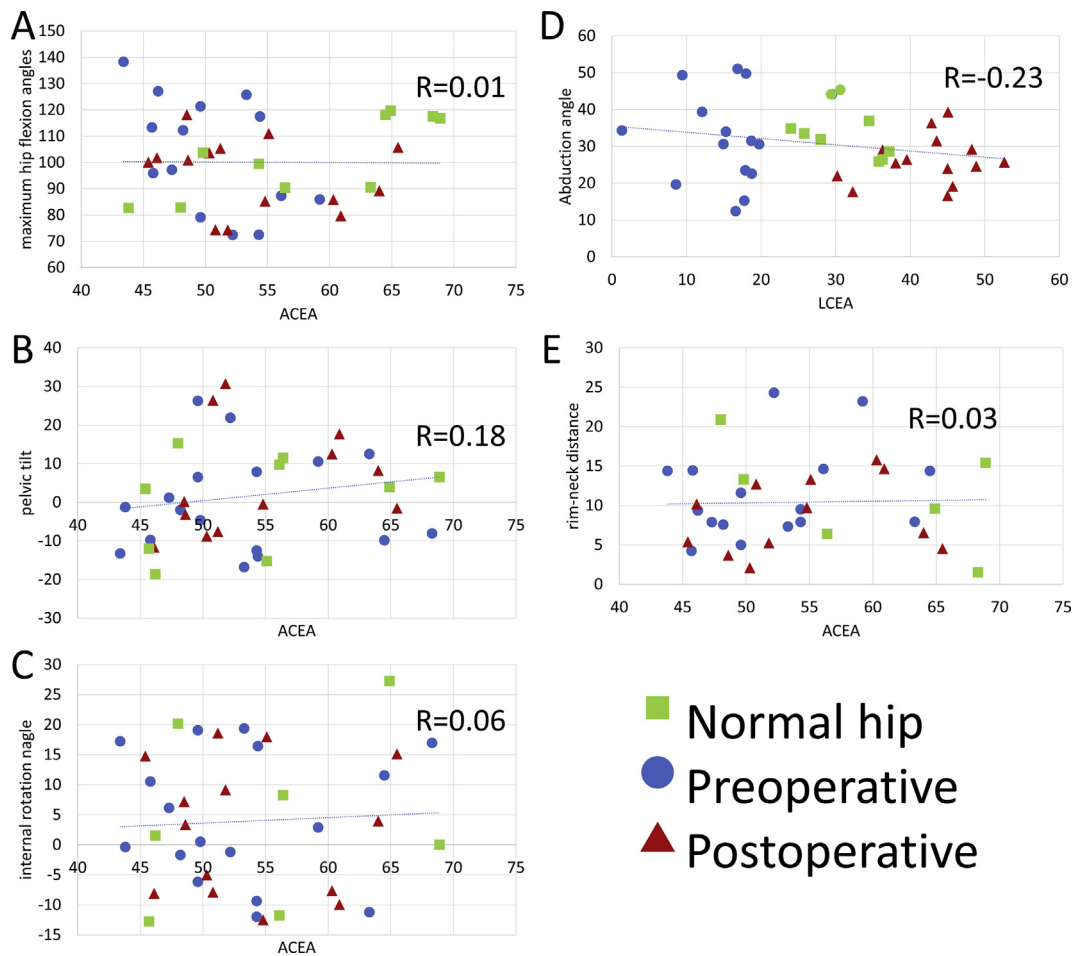 A
maximum hip flexion angles
150
140
130
120
110
100
90
80
70
60
R=0.01
40 45 50 55 60 65 70 75
ACEA
B
pelvic tilt
40
30
20
10
0
-10
-20
-30
R=0.18
40 45 50 55 60 65 70 75
ACEA
C
internal rotation nagle
30
25
20
15
10
5
0
-5
-10
-15
R=0.06
40 45 50 55 60 65 70 75
ACEA
D
Abduction angle
60
50
40
30
20
10
0
R=-0.23
0 10 20 30 40 50 60
LCEA
E
rim-neck distance
30
25
20
15
10
5
0
R=0.03
40 45 50 55 60 65 70 75
ACEA
Normal hip
Preoperative
Postoperative